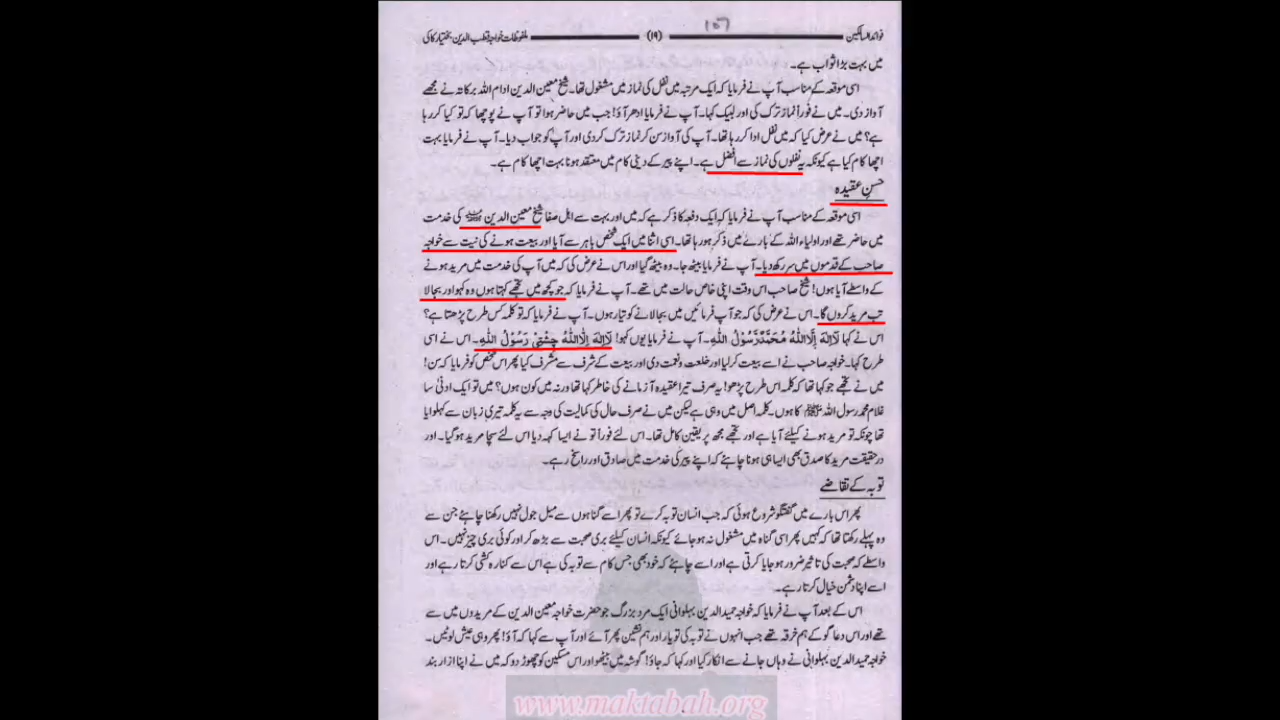 ۱۵۶
فوائد السالکین (۱۹) ملفوظات خواجہ قطب الدین بختیار کاکی
میں بہت بڑا ثواب ہے۔
اسی موقعہ کے مناسب آپ نے فرمایا کہ ایک مرتبہ میں نفل کی نماز میں مشغول تھا۔ شیخ معین الدین ادام اللہ برکاتہ نے مجھے
آواز دی۔ میں نے فوراً نماز ترک کی اور لبیک کہا۔ آپ نے فرمایا ادھر آؤ! جب میں حاضر ہوا تو آپ نے پوچھا کہ تو کیا کر رہا
ہے؟ میں نے عرض کیا کہ میں نفل ادا کر رہا تھا۔ آپ کی آواز سن کر نماز ترک کر دی اور آپ کو جواب دیا۔ آپ نے فرمایا بہت
اچھا کام کیا ہے کیونکہ یہ نفلوں کی نماز سے افضل ہے۔ اپنے پیر کے دینی کام میں معتقد ہونا بہت اچھا کام ہے۔
حسن عقیدہ
اسی موقعہ کے مناسب آپ نے فرمایا کہ ایک دفعہ کا ذکر ہے کہ میں اور بہت سے اہل صفا شیخ معین الدین کی خدمت
میں حاضر تھے اور اولیاء اللہ کے بارے میں ذکر ہو رہا تھا۔ اسی اثنا میں ایک شخص باہر سے آیا اور بیعت ہونے کی نیت سے خواجہ
صاحب کے قدموں میں سر رکھ دیا۔ آپ نے فرمایا بیٹھ جا۔ وہ بیٹھ گیا اور اس نے عرض کی کہ میں آپ کی خدمت میں مرید ہونے
کے واسطے آیا ہوں! شیخ صاحب اس وقت اپنی خاص حالت میں تھے۔ آپ نے فرمایا کہ جو کچھ میں تجھے کہتا ہوں وہ کہو اور بجا لا
تب مرید کروں گا۔ اس نے عرض کی کہ جو آپ فرمائیں میں بجا لانے کو تیار ہوں۔ آپ نے فرمایا کہ تو کلمہ کس طرح پڑھتا ہے؟
اس نے کہا لَآ اِلٰهَ اِلَّا اللّٰهُ مُحَمَّدٌ رَّسُوْلُ اللّٰهِ۔ آپ نے فرمایا یوں کہو! لَآ اِلٰهَ اِلَّا اللّٰهُ چِشْتِیْ رَسُوْلُ اللّٰهِ۔ اس نے اسی
طرح کہا۔ خواجہ صاحب نے اسے بیعت کر لیا اور خلعت و نعمت دی اور بیعت کے شرف سے مشرف کیا پھر اس شخص کو فرمایا کہ سن!
میں نے تجھے جو کہا تھا کہ کلمہ اس طرح پڑھو! یہ صرف تیرا عقیدہ آزمانے کی خاطر کہا تھا ورنہ میں کون ہوں؟ میں تو ایک ادنیٰ سا
غلام محمد رسول اللہ ﷺ کا ہوں۔ کلمہ اصل میں وہی ہے لیکن میں نے صرف حال کی کمالیت کی وجہ سے یہ کلمہ تیری زبان سے کہلوایا
تھا چونکہ تو مرید ہونے کیلئے آیا ہے اور تجھے مجھ پر یقین کامل تھا۔ اس لئے فوراً تو نے ایسا کہہ دیا اس لئے سچا مرید ہو گیا۔ اور
درحقیقت مرید کا صدق بھی ایسا ہی ہونا چاہئے کہ اپنے پیر کی خدمت میں صادق اور راسخ رہے۔
توبہ کے تقاضے
پھر اس بارے میں گفتگو شروع ہوئی کہ جب انسان توبہ کرے تو پھر اسے گناہوں سے میل جول نہیں رکھنا چاہئے جن سے
وہ پہلے رکھتا تھا کہ کہیں پھر اسی گناہ میں مشغول نہ ہو جائے کیونکہ انسان کیلئے بری صحبت سے بڑھ کر اور کوئی بری چیز نہیں۔ اس
واسطے کہ صحبت کی تاثیر ضرور ہو جایا کرتی ہے اور اسے چاہئے کہ خود بھی جس کام سے توبہ کی ہے اس سے کنارہ کشی کرتا رہے اور
اسے اپنا دشمن خیال کرتا رہے۔
اس کے بعد آپ نے فرمایا کہ خواجہ حمید الدین بہلوانی ایک مرد بزرگ جو حضرت خواجہ معین الدین کے مریدوں میں سے
تھے اور اس دعا گو کے ہم خرقہ تھے جب انہوں نے توبہ کی تو یار اور ہم نشین پھر آئے اور آپ سے کہا کہ آؤ! پھر وہی عیش لوٹیں۔
خواجہ حمید الدین بہلوانی نے وہاں جانے سے انکار کیا اور کہا کہ جاؤ! گوشہ میں بیٹھو اور اس مسکین کو چھوڑ دو کہ میں نے اپنا ازار بند
www.maktabah.org